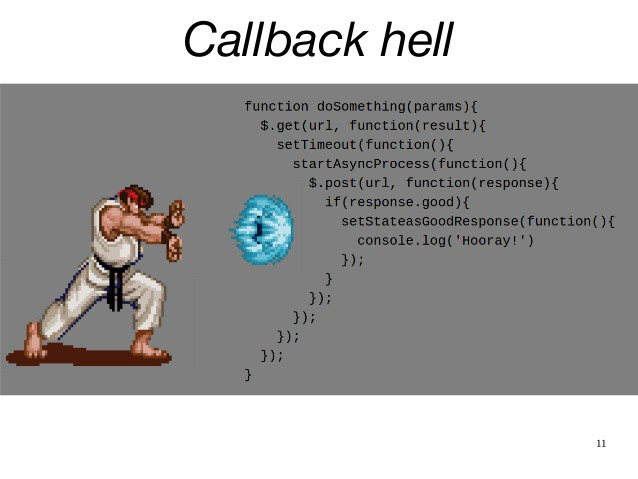 Callback hell
function doSomething(params){
  $.get(url, function(result){
    setTimeout(function(){
      startAsyncProcess(function(){
        $.post(url, function(response){
          if(response.good){
            setStateasGoodResponse(function(){
              console.log('Hooray!')
            });
          }
        });
      });
    });
  });
}
11